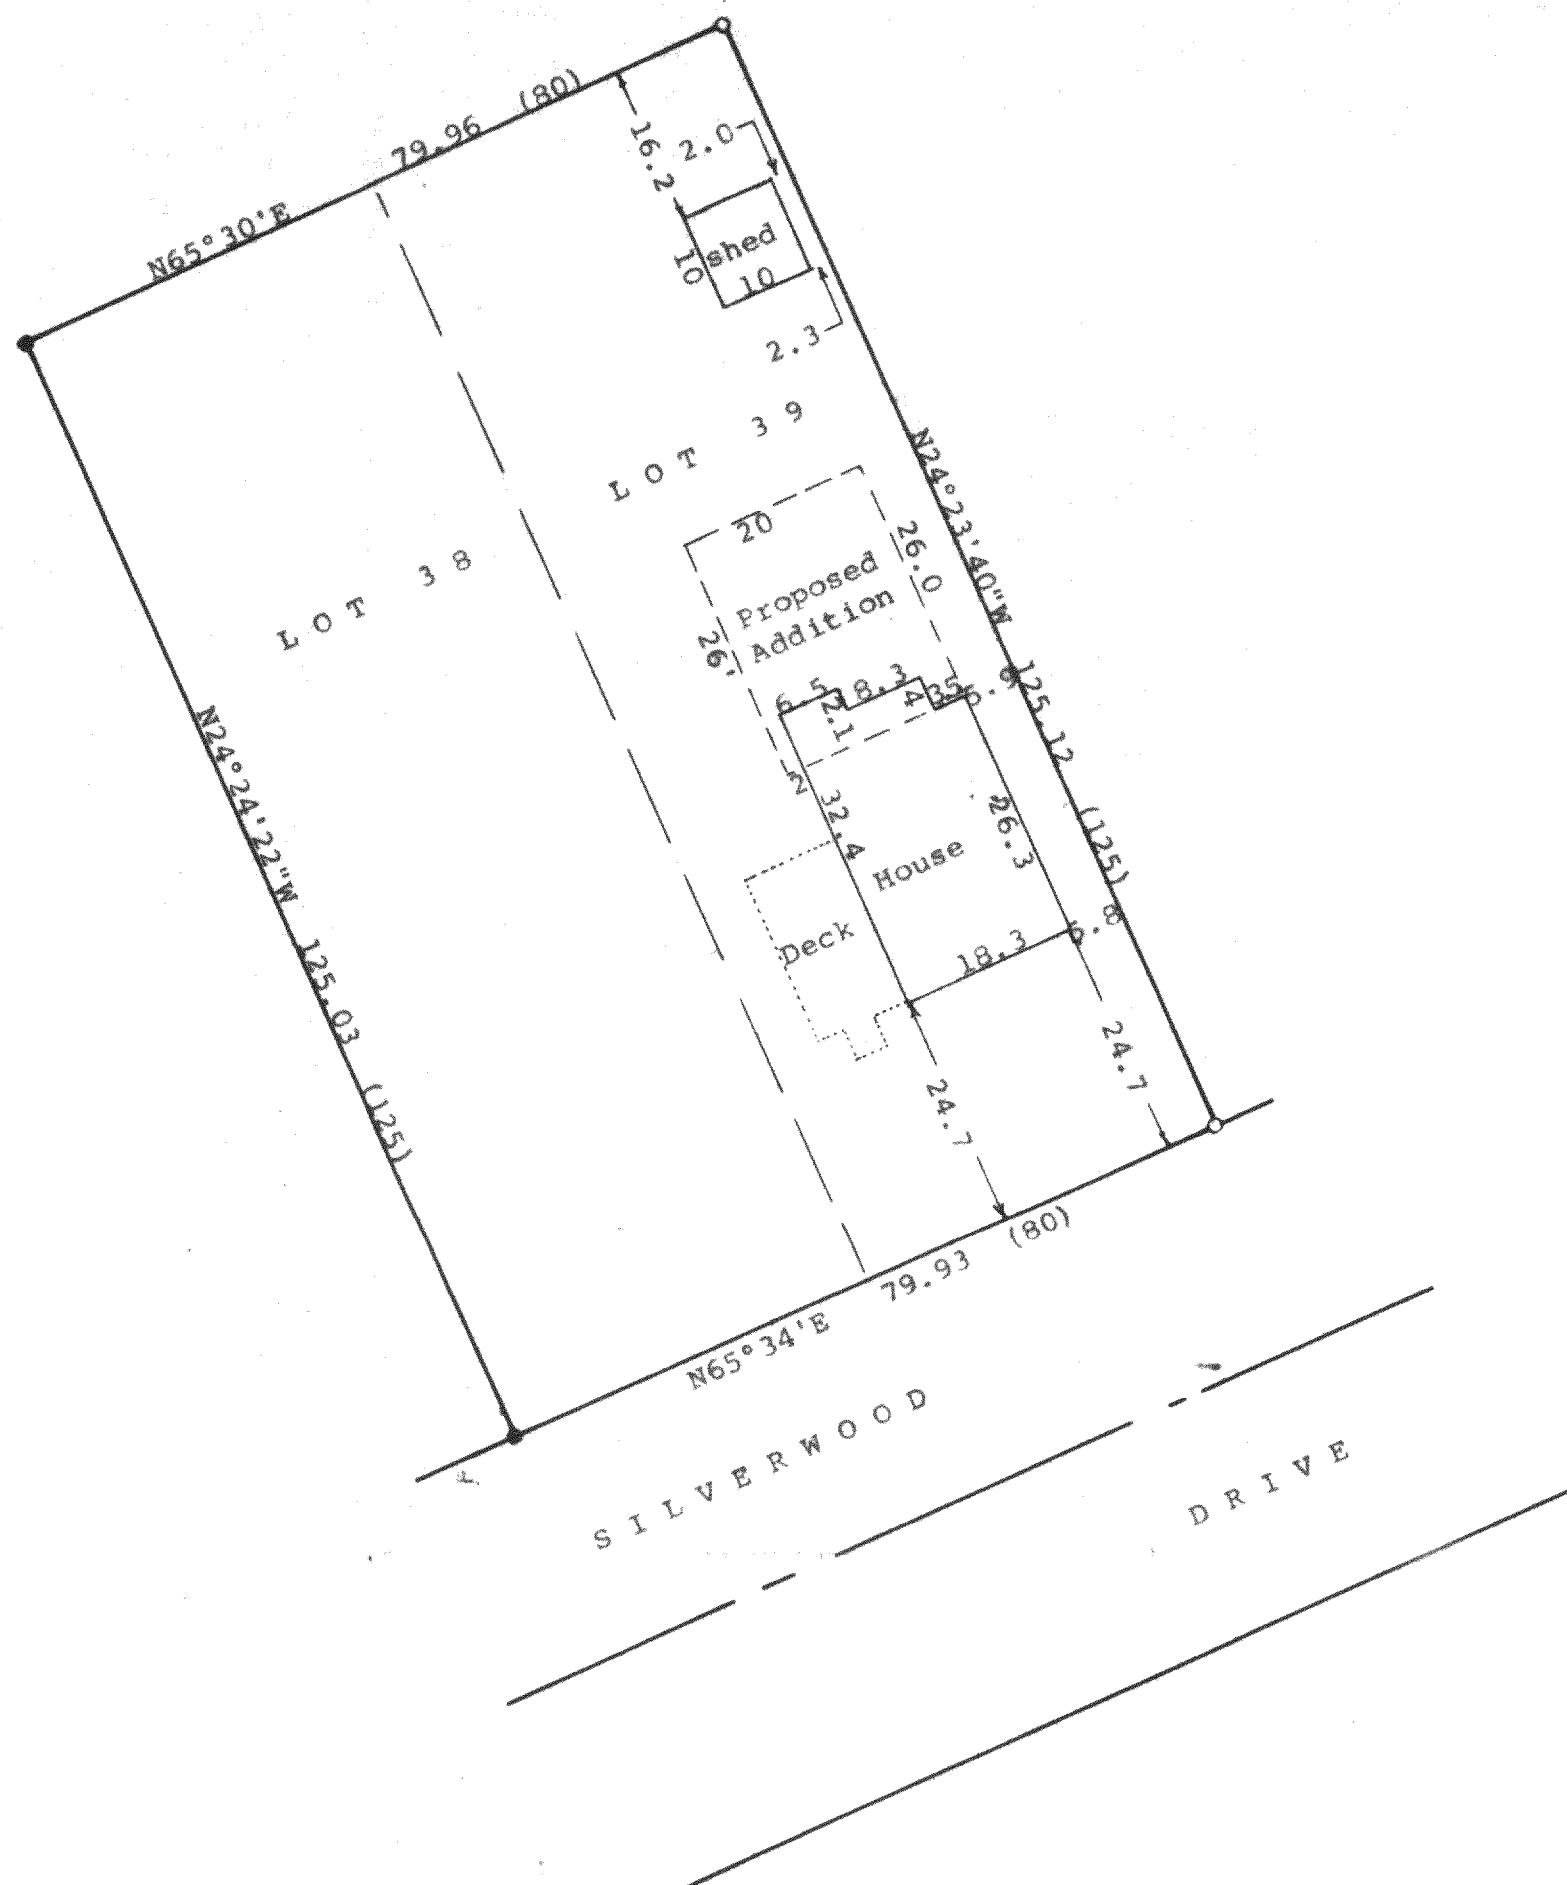 (80)
79.96
N65°30'E
16.2
2.0
shed
10
10
2.3
LOT 39
N24°23'40"W 125.12 (125)
20
26.0
Proposed
Addition
26'
LOT 38
6.5
2.1
8.3
4
35
2
32.4
26.3
House
Deck
18.3
24.7
24.7
N24°24'22"W 125.03 (125)
N65°34'E 79.93 (80)
SILVERWOOD DRIVE